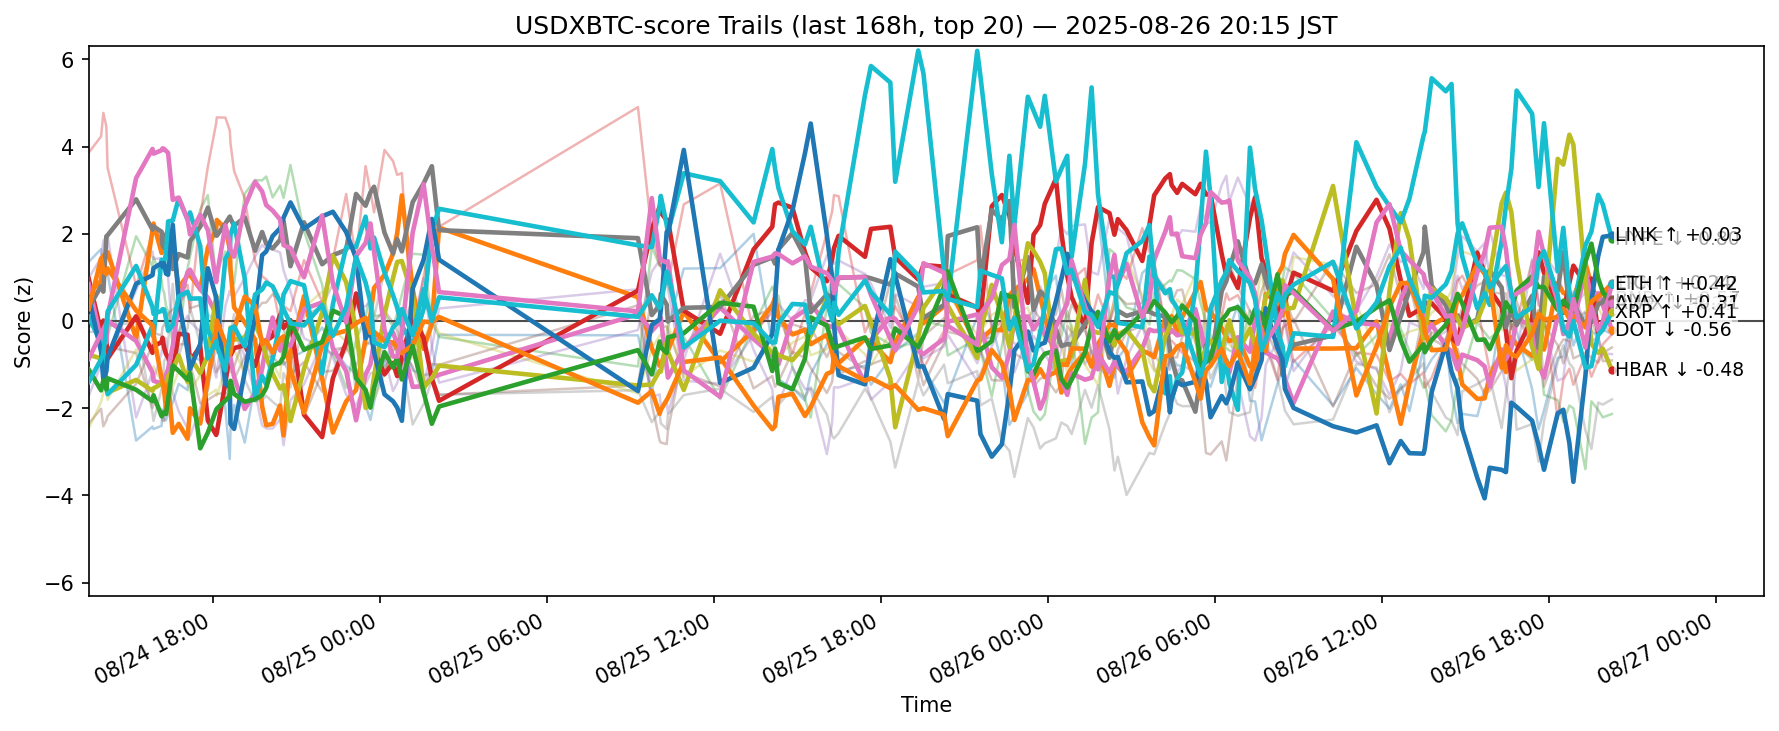 USDXBTC-score Trails (last 168h, top 20) — 2025-08-26 20:15 JST
Score (z)
6
4
2
0
−2
−4
−6
LINK ↑ +0.03
ETH ↑ +0.42
XRP ↑ +0.41
DOT ↓ -0.56
HBAR ↓ -0.48
08/24 18:00
08/25 00:00
08/25 06:00
08/25 12:00
08/25 18:00
08/26 00:00
08/26 06:00
08/26 12:00
08/26 18:00
08/27 00:00
Time